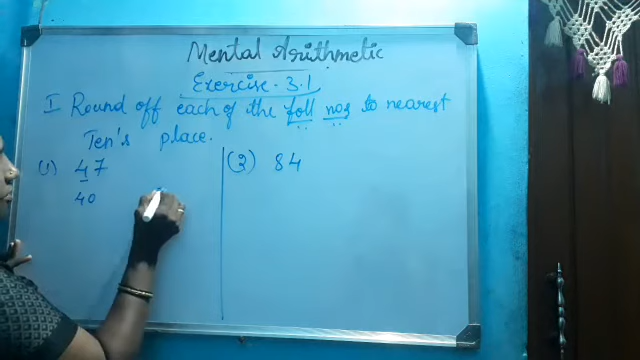 Mental Arithmetic
Exercise. 3.1
I Round off each of the foll nos to nearest
Ten's place.
(1) 47
40
(3) 84